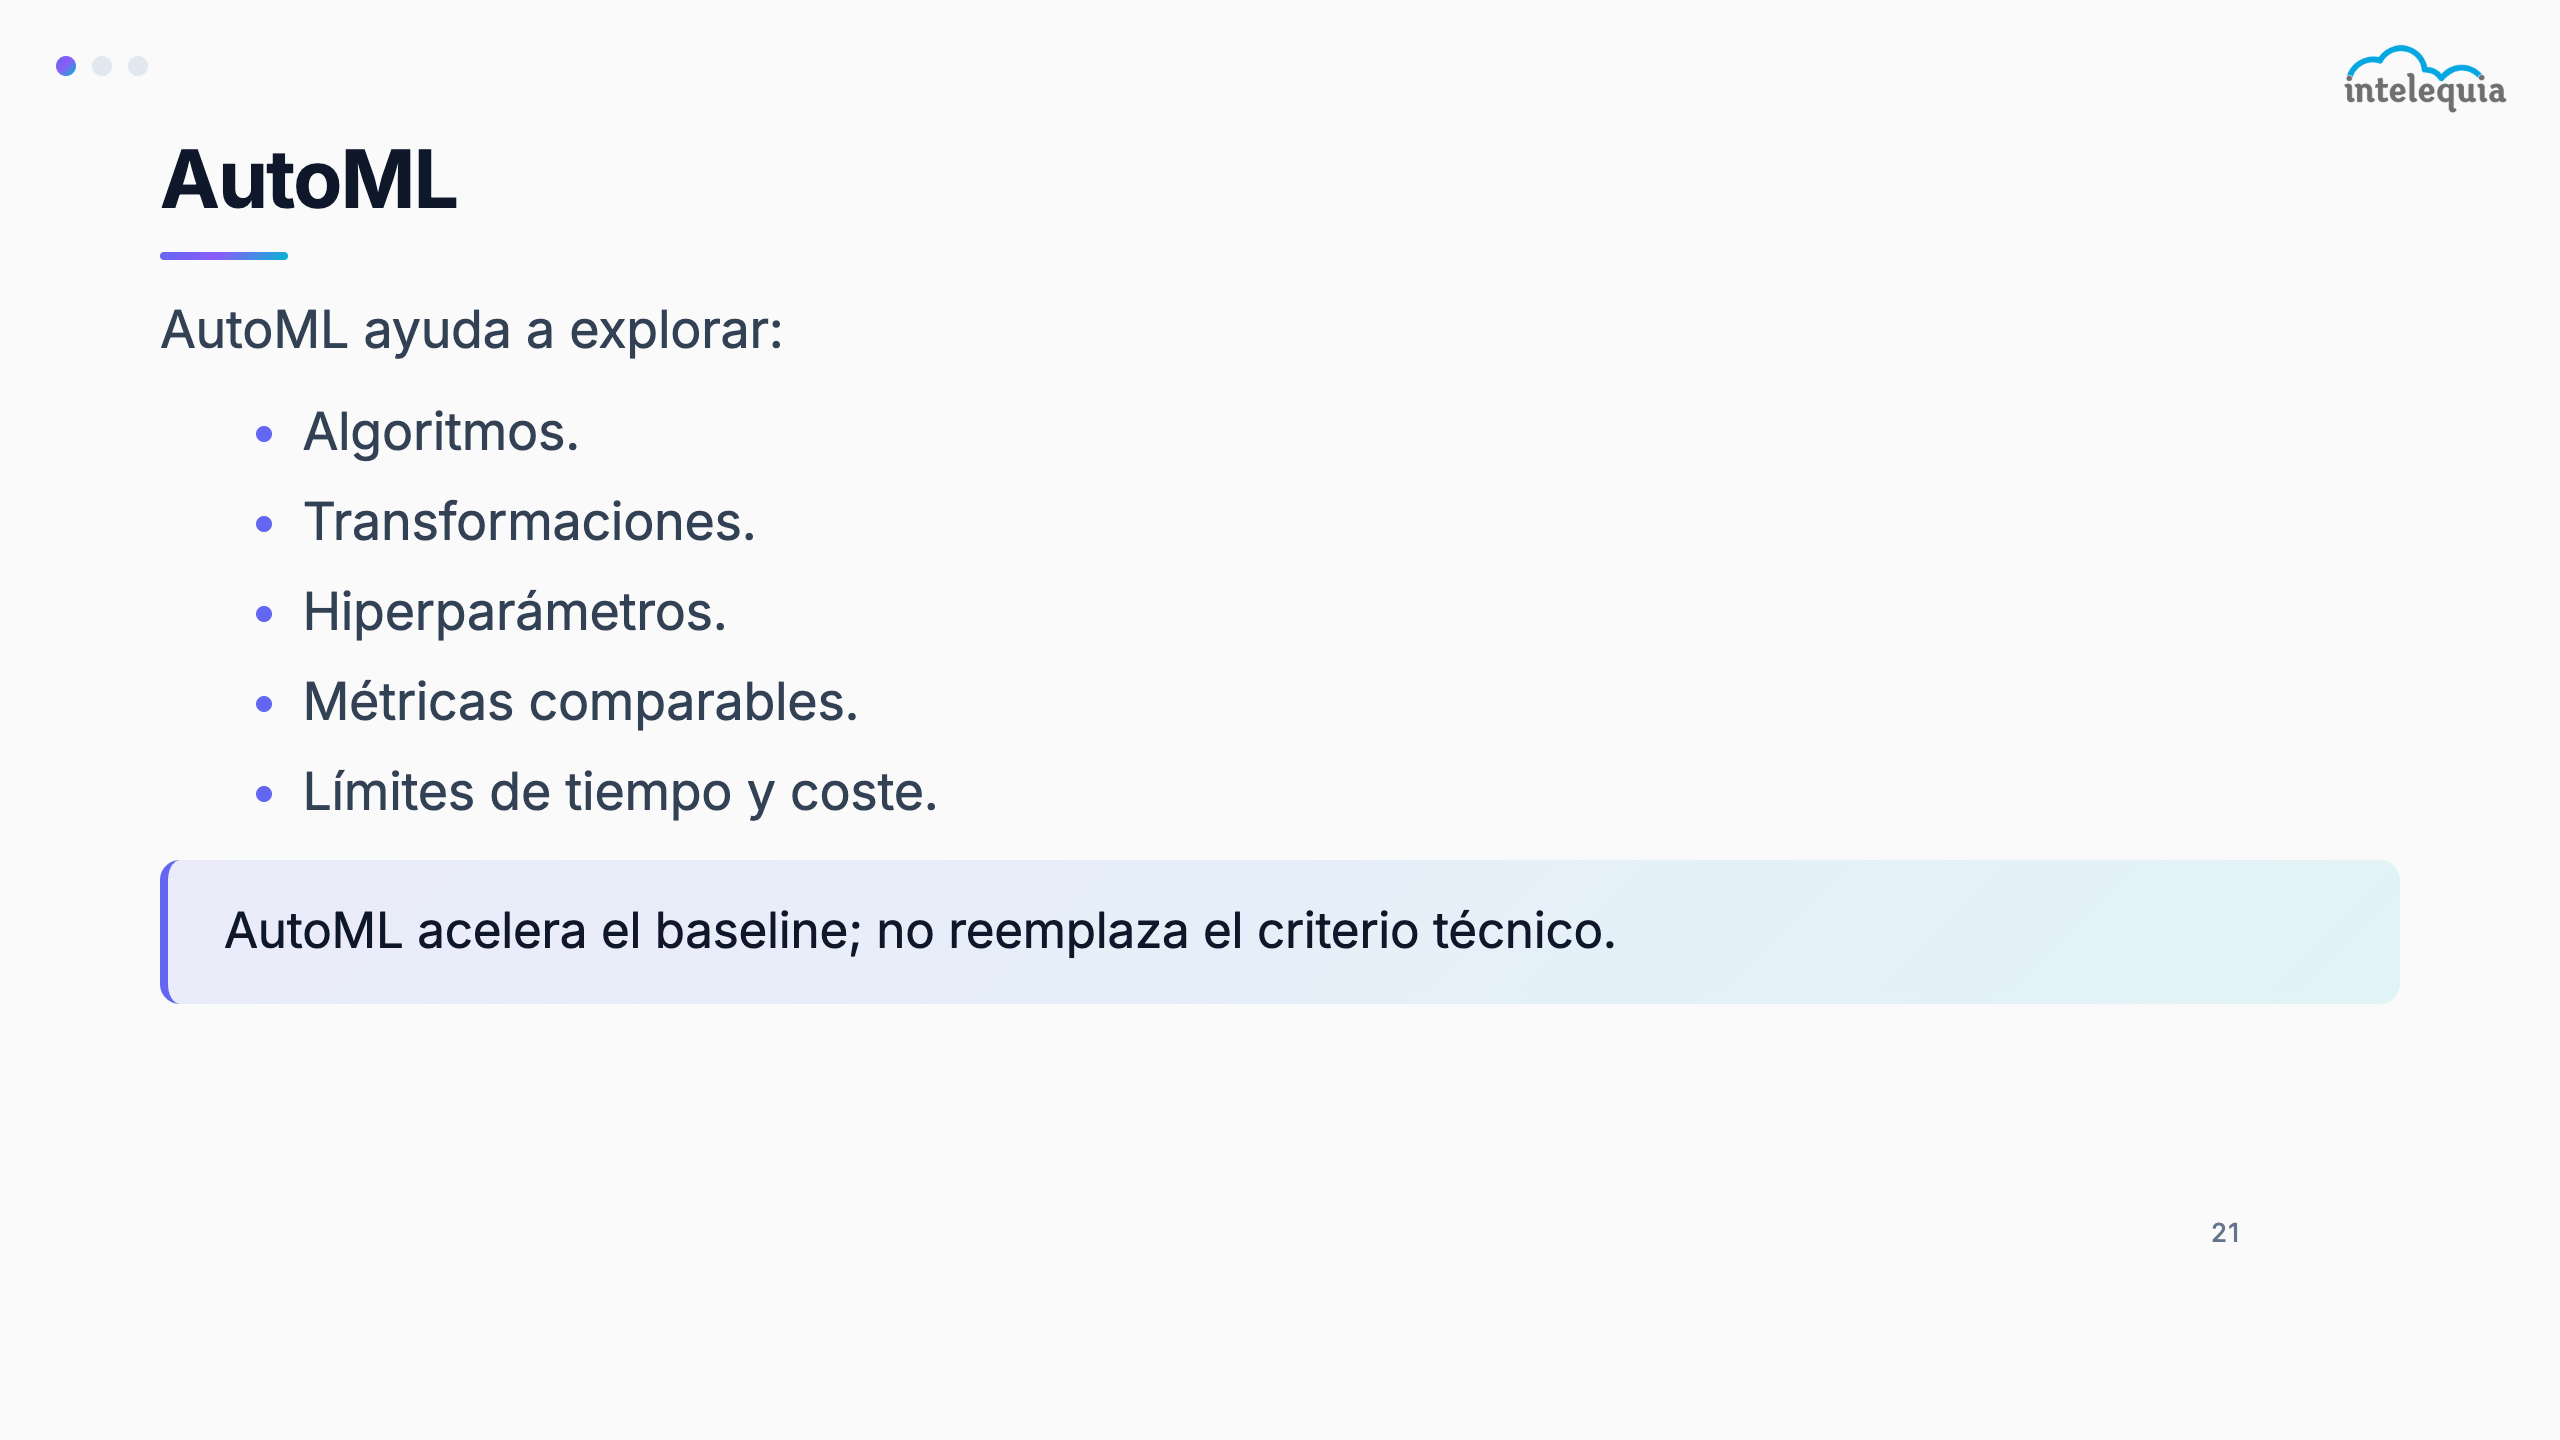 intelequia
AutoML
AutoML ayuda a explorar:
Algoritmos.
Transformaciones.
Hiperparámetros.
Métricas comparables.
Límites de tiempo y coste.
AutoML acelera el baseline; no reemplaza el criterio técnico.
21